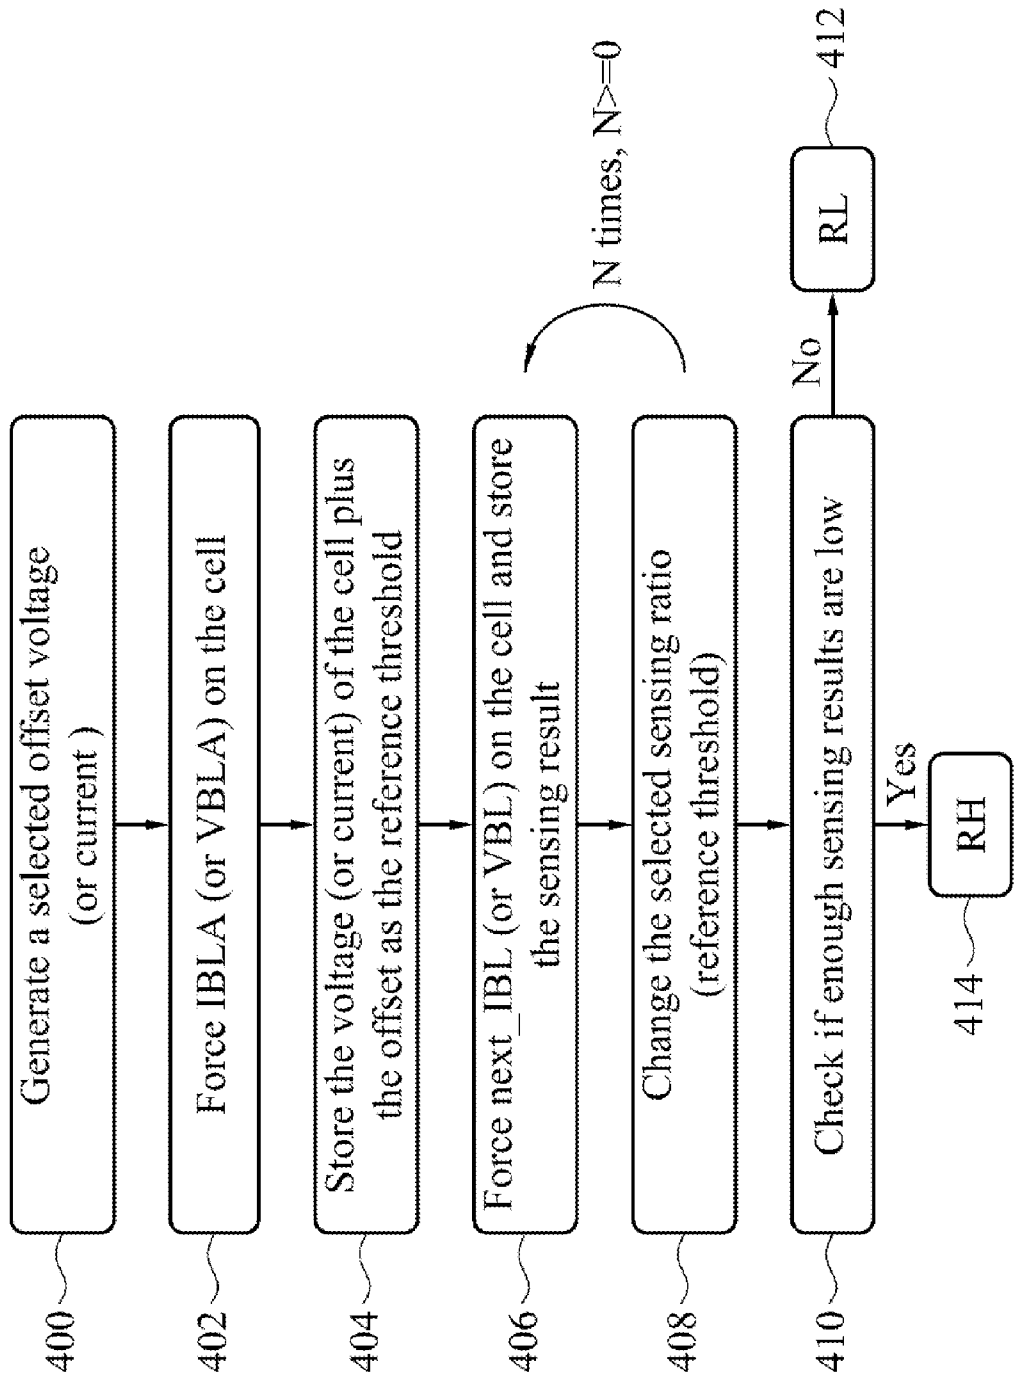 400
Generate a selected offset voltage
(or current )
402
Force IBLA (or VBLA) on the cell
404
Store the voltage (or current) of the cell plus
the offset as the reference threshold
406
Force next_IBL (or VBL) on the cell and store
the sensing result
N times, N>=0
408
Change the selected sensing ratio
(reference threshold)
410
Check if enough sensing results are low
No
RL
412
Yes
RH
414